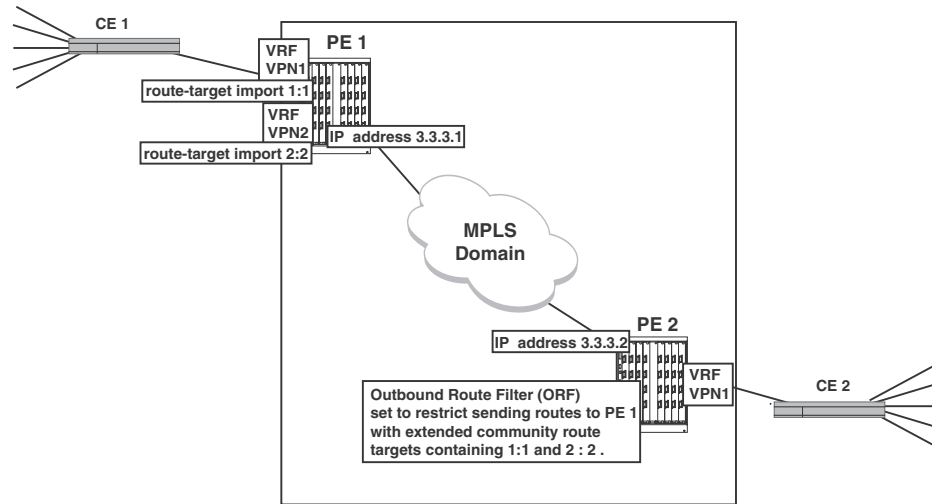 CE 1
PE 1
VRF
VPN1
route-target import 1:1
VRF
VPN2
IP address 3.3.3.1
route-target import 2:2
MPLS
Domain
PE 2
IP address 3.3.3.2
VRF
VPN1
CE 2
Outbound Route Filter (ORF)
set to restrict sending routes to PE 1
with extended community route
targets containing 1:1 and 2 : 2 .